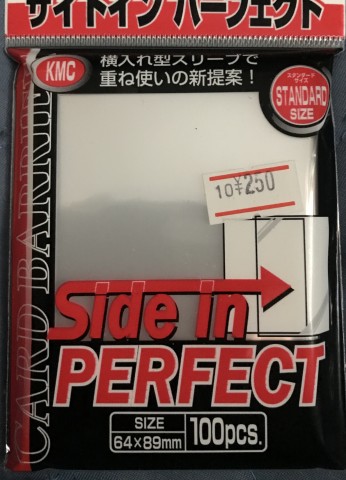 サイドイン パーフェクト
KMC
横入れ型スリーブで
重ね使いの新提案！
スタンダード
サイズ
STANDARD
SIZE
10 ¥250
CARD BARRIER
Side in
PERFECT
SIZE
64×89mm
100pcs.